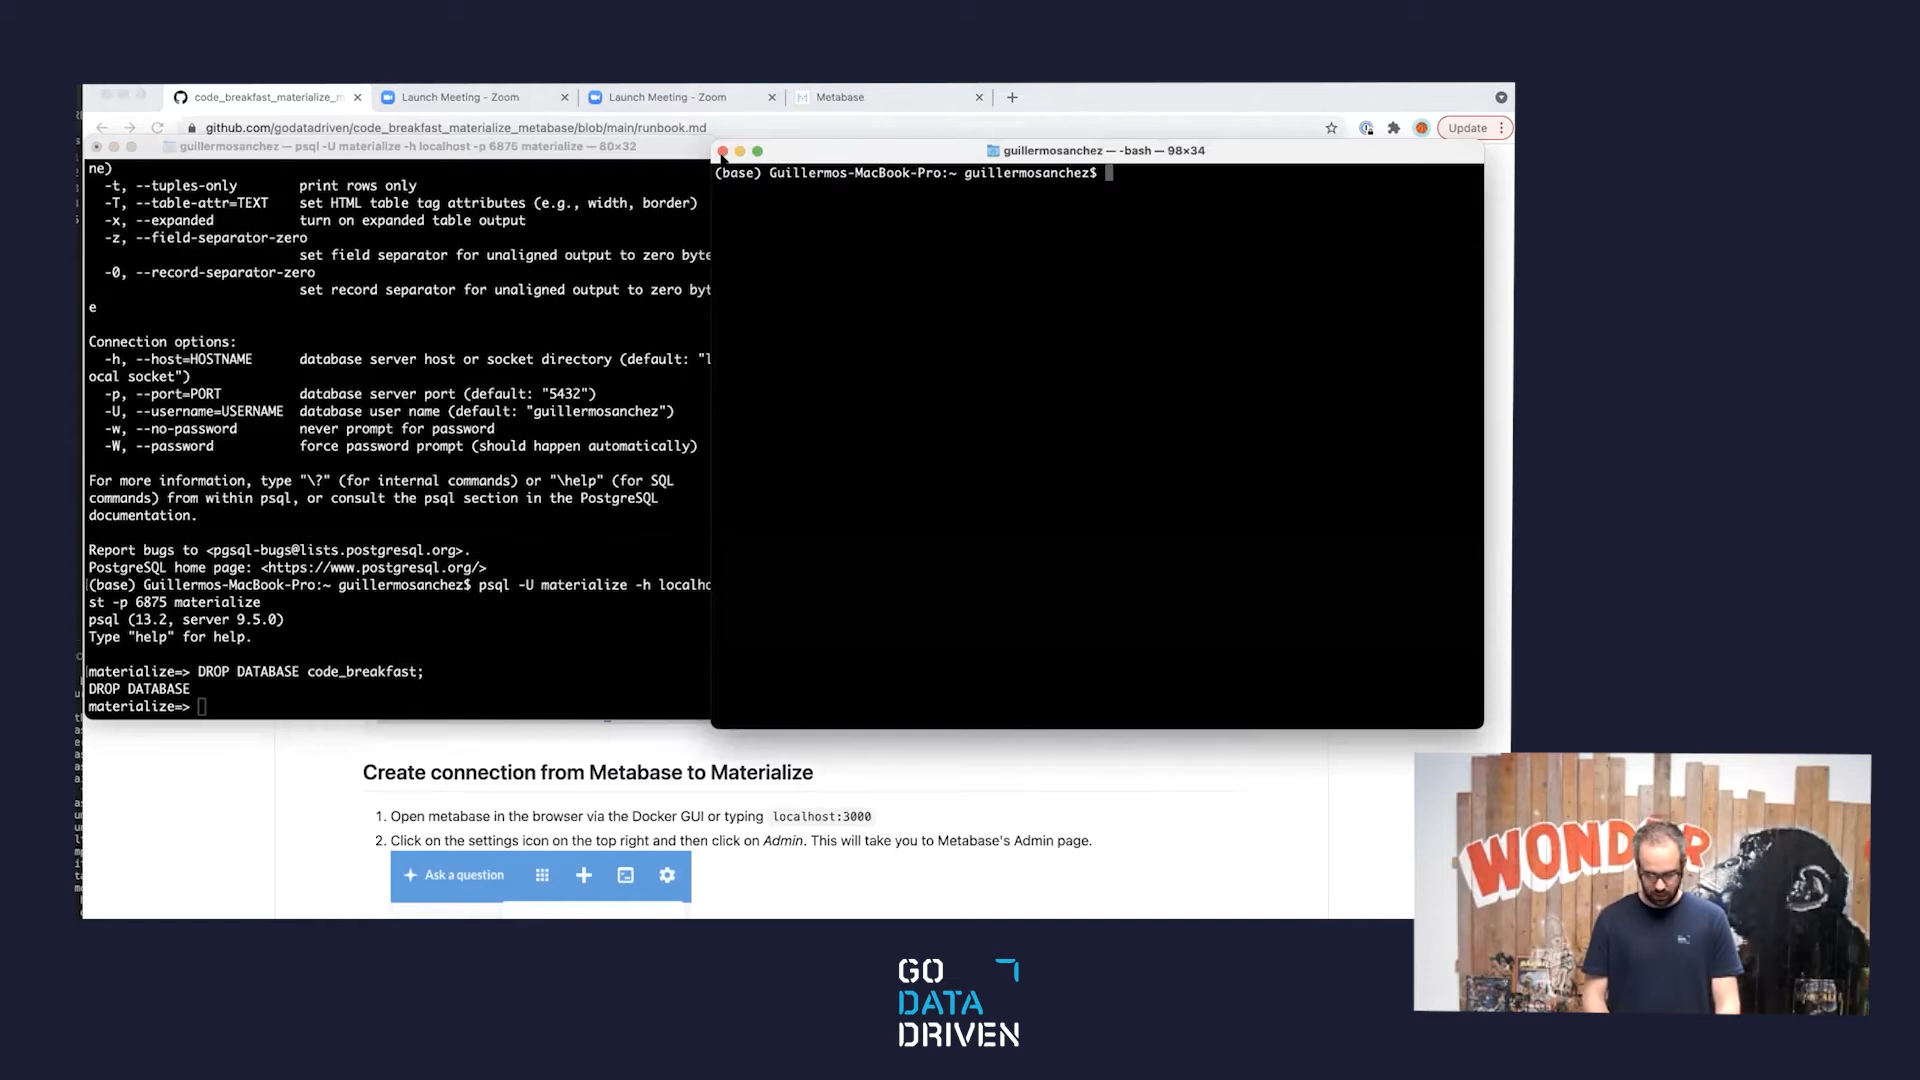 code_breakfast_materialize_m
Launch Meeting - Zoom
Launch Meeting - Zoom
Metabase
github.com/godatadriven/code_breakfast_materialize_metabase/blob/main/runbook.md
Update
guillermosanchez — psql -U materialize -h localhost -p 6875 materialize — 80×32
ne)
-t, --tuples-only print rows only
-T, --table-attr=TEXT set HTML table tag attributes (e.g., width, border)
-x, --expanded turn on expanded table output
-z, --field-separator-zero
set field separator for unaligned output to zero byte
-0, --record-separator-zero
set record separator for unaligned output to zero byt
e
Connection options:
-h, --host=HOSTNAME database server host or socket directory (default: "l
ocal socket")
-p, --port=PORT database server port (default: "5432")
-U, --username=USERNAME database user name (default: "guillermosanchez")
-w, --no-password never prompt for password
-W, --password force password prompt (should happen automatically)
For more information, type "\?" (for internal commands) or "\help" (for SQL
commands) from within psql, or consult the psql section in the PostgreSQL
documentation.
Report bugs to <pgsql-bugs@lists.postgresql.org>.
PostgreSQL home page: <https://www.postgresql.org/>
(base) Guillermos-MacBook-Pro:~ guillermosanchez$ psql -U materialize -h localho
st -p 6875 materialize
psql (13.2, server 9.5.0)
Type "help" for help.
materialize=> DROP DATABASE code_breakfast;
DROP DATABASE
materialize=>
guillermosanchez — -bash — 98×34
(base) Guillermos-MacBook-Pro:~ guillermosanchez$
Create connection from Metabase to Materialize
1. Open metabase in the browser via the Docker GUI or typing localhost:3000
2. Click on the settings icon on the top right and then click on Admin. This will take you to Metabase's Admin page.
Ask a question
WONDER
GO
DATA
DRIVEN